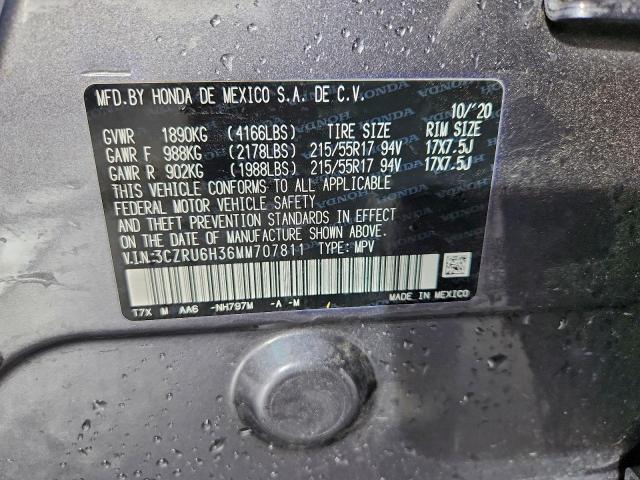 MFD.BY HONDA DE MEXICO S.A. DE C.V.
10/'20
GVWR 1890KG (4166LBS) TIRE SIZE RIM SIZE
GAWR F 988KG (2178LBS) 215/55R17 94V 17X7.5J
GAWR R 902KG (1988LBS) 215/55R17 94V 17X7.5J
THIS VEHICLE CONFORMS TO ALL APPLICABLE
FEDERAL MOTOR VEHICLE SAFETY
AND THEFT PREVENTION STANDARDS IN EFFECT
ON THE DATE OF MANUFACTURE SHOWN ABOVE.
V.I.N:3CZRU6H36MM707811 TYPE: MPV
T7X M AA6 -NH797M -A -M MADE IN MEXICO